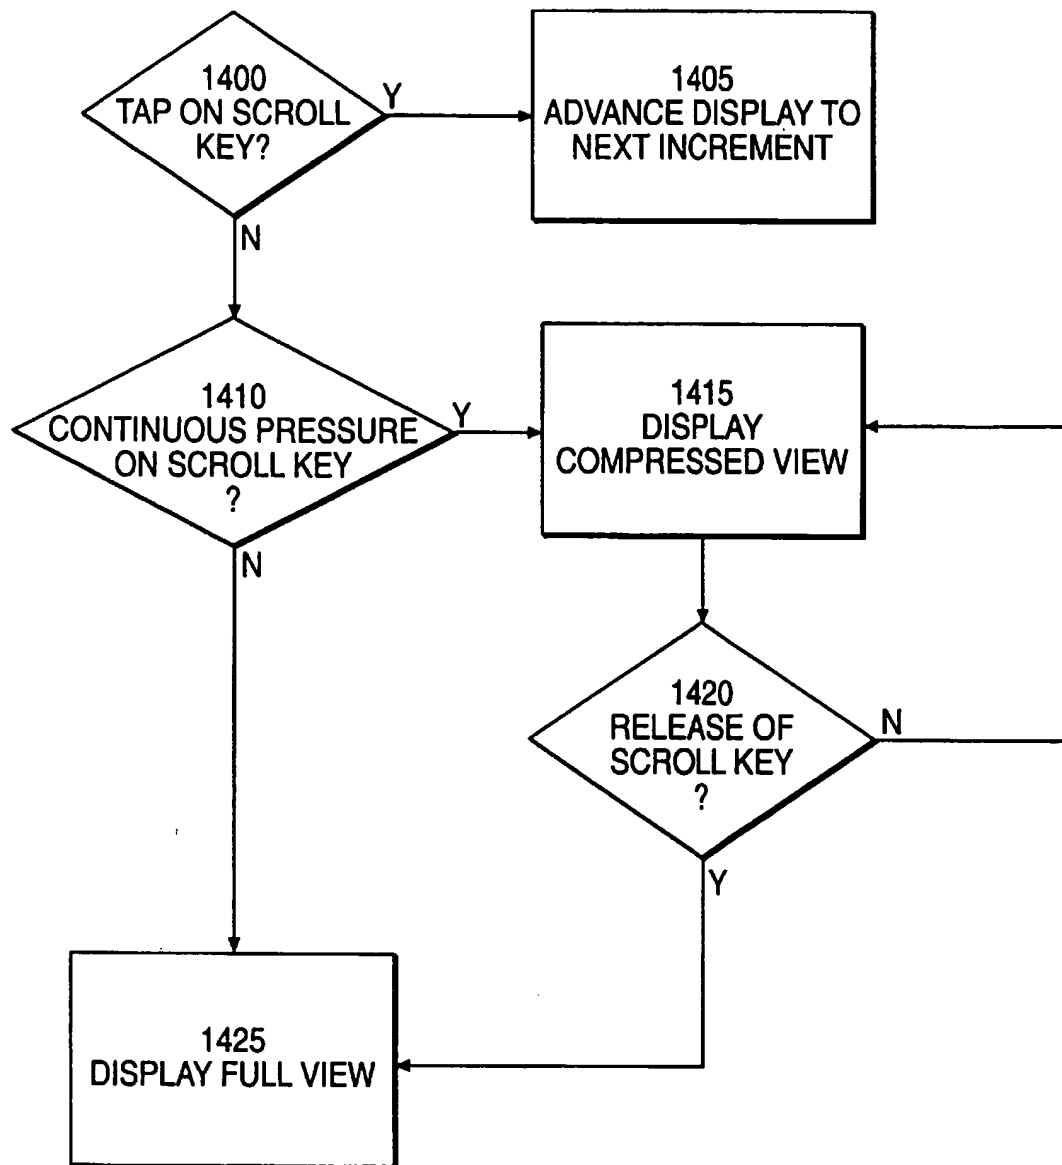 1400
TAP ON SCROLL
KEY?
Y
N
1405
ADVANCE DISPLAY TO
NEXT INCREMENT
1410
CONTINUOUS PRESSURE
ON SCROLL KEY
?
Y
N
1415
DISPLAY
COMPRESSED VIEW
1420
RELEASE OF
SCROLL KEY
?
N
Y
1425
DISPLAY FULL VIEW